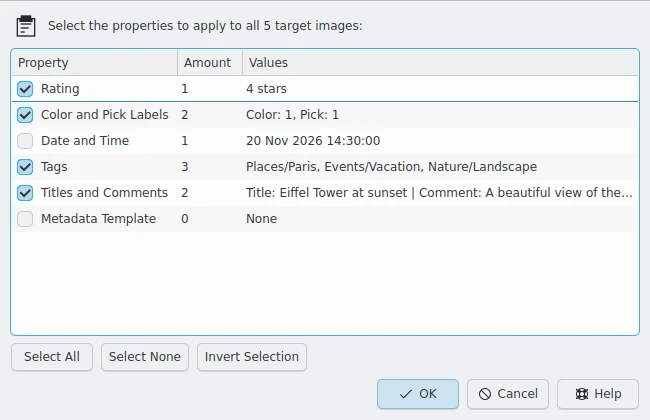 Select the properties to apply to all 5 target images:
Property Amount Values
Rating 1 4 stars
Color and Pick Labels 2 Color: 1, Pick: 1
Date and Time 1 20 Nov 2026 14:30:00
Tags 3 Places/Paris, Events/Vacation, Nature/Landscape
Titles and Comments 2 Title: Eiffel Tower at sunset | Comment: A beautiful view of the...
Metadata Template 0 None
Select All Select None Invert Selection
OK Cancel Help